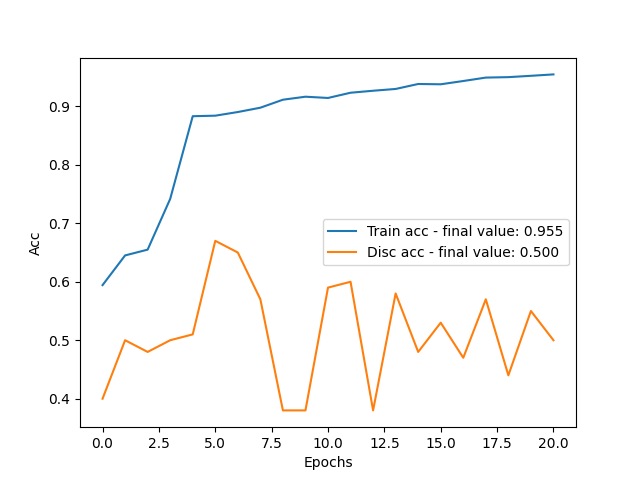 0.9
0.8
0.7
0.6
0.5
0.4
Acc
Train acc - final value: 0.955
Disc acc - final value: 0.500
0.0 2.5 5.0 7.5 10.0 12.5 15.0 17.5 20.0
Epochs